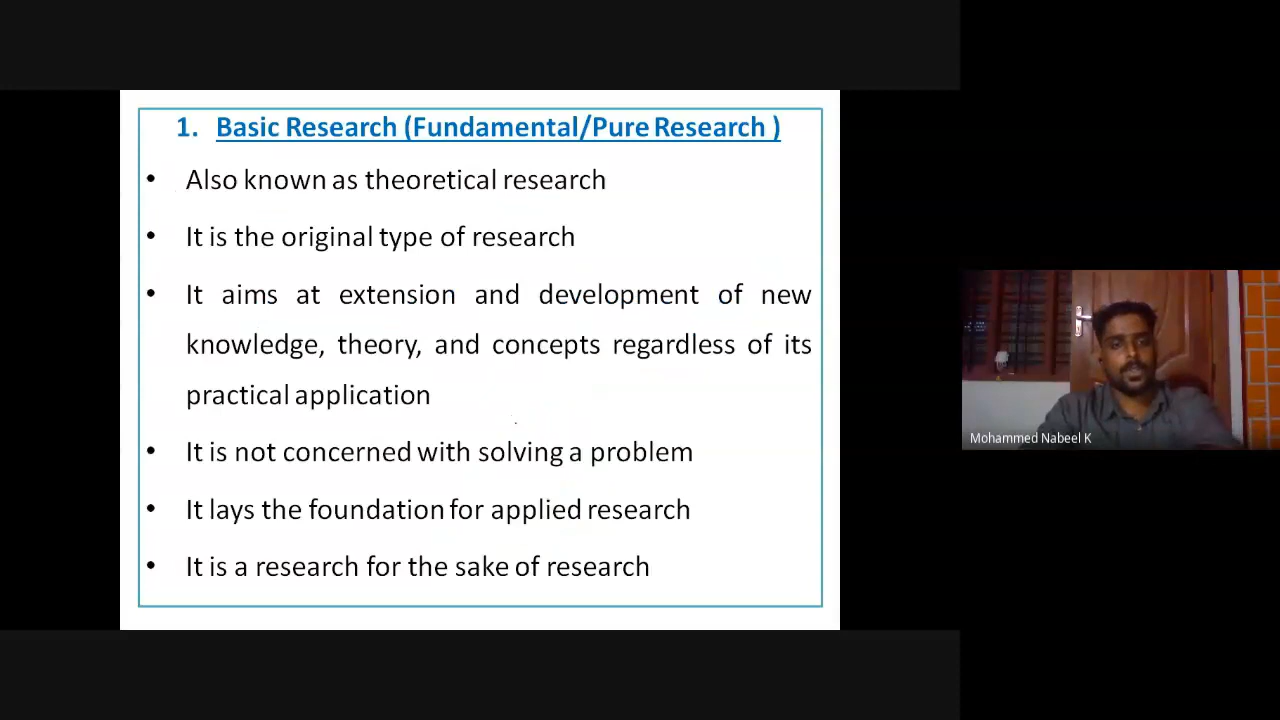 1. Basic Research (Fundamental/Pure Research )
• Also known as theoretical research
• It is the original type of research
• It aims at extension and development of new
knowledge, theory, and concepts regardless of its
practical application
• It is not concerned with solving a problem
• It lays the foundation for applied research
• It is a research for the sake of research
Mohammed Nabeel K